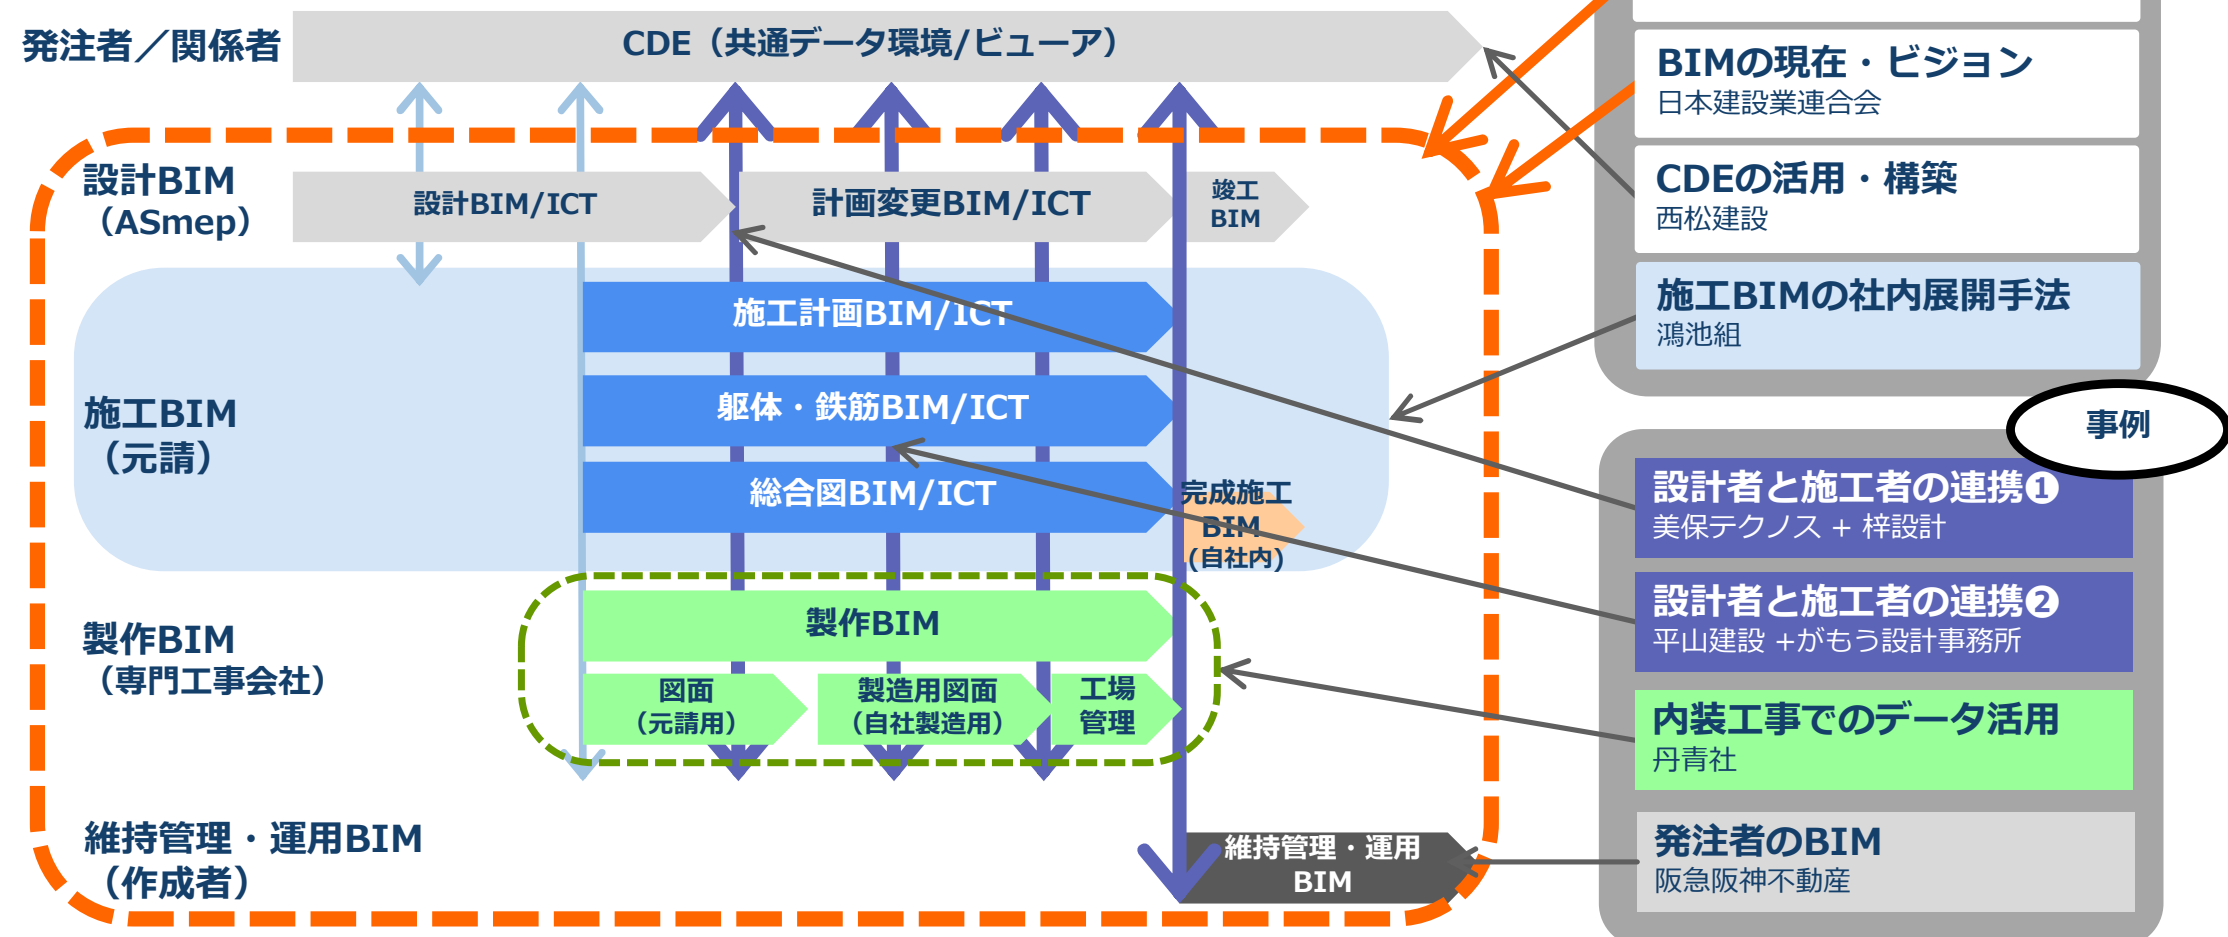 発注者／関係者
CDE（共通データ環境/ビューア）
設計BIM
（ASmep）
設計BIM/ICT
計画変更BIM/ICT
竣工
BIM
施工BIM
（元請）
施工計画BIM/ICT
躯体・鉄筋BIM/ICT
総合図BIM/ICT
完成施工
BIM
(自社内)
製作BIM
（専門工事会社）
製作BIM
図面
（元請用）
製造用図面
（自社製造用）
工場
管理
維持管理・運用BIM
（作成者）
維持管理・運用
BIM
BIMの現在・ビジョン
日本建設業連合会
CDEの活用・構築
西松建設
施工BIMの社内展開手法
鴻池組
事例
設計者と施工者の連携❶
美保テクノス + 梓設計
設計者と施工者の連携❷
平山建設 +がもう設計事務所
内装工事でのデータ活用
丹青社
発注者のBIM
阪急阪神不動産